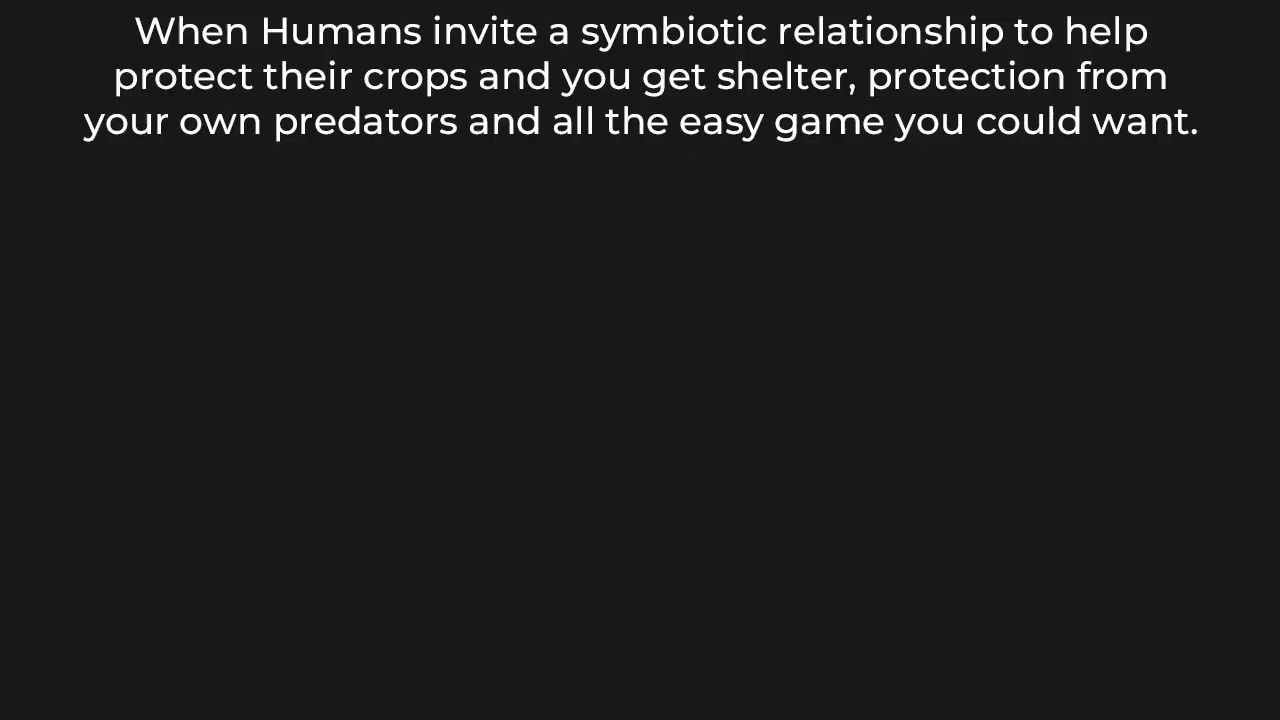 When Humans invite a symbiotic relationship to help
protect their crops and you get shelter, protection from
your own predators and all the easy game you could want.